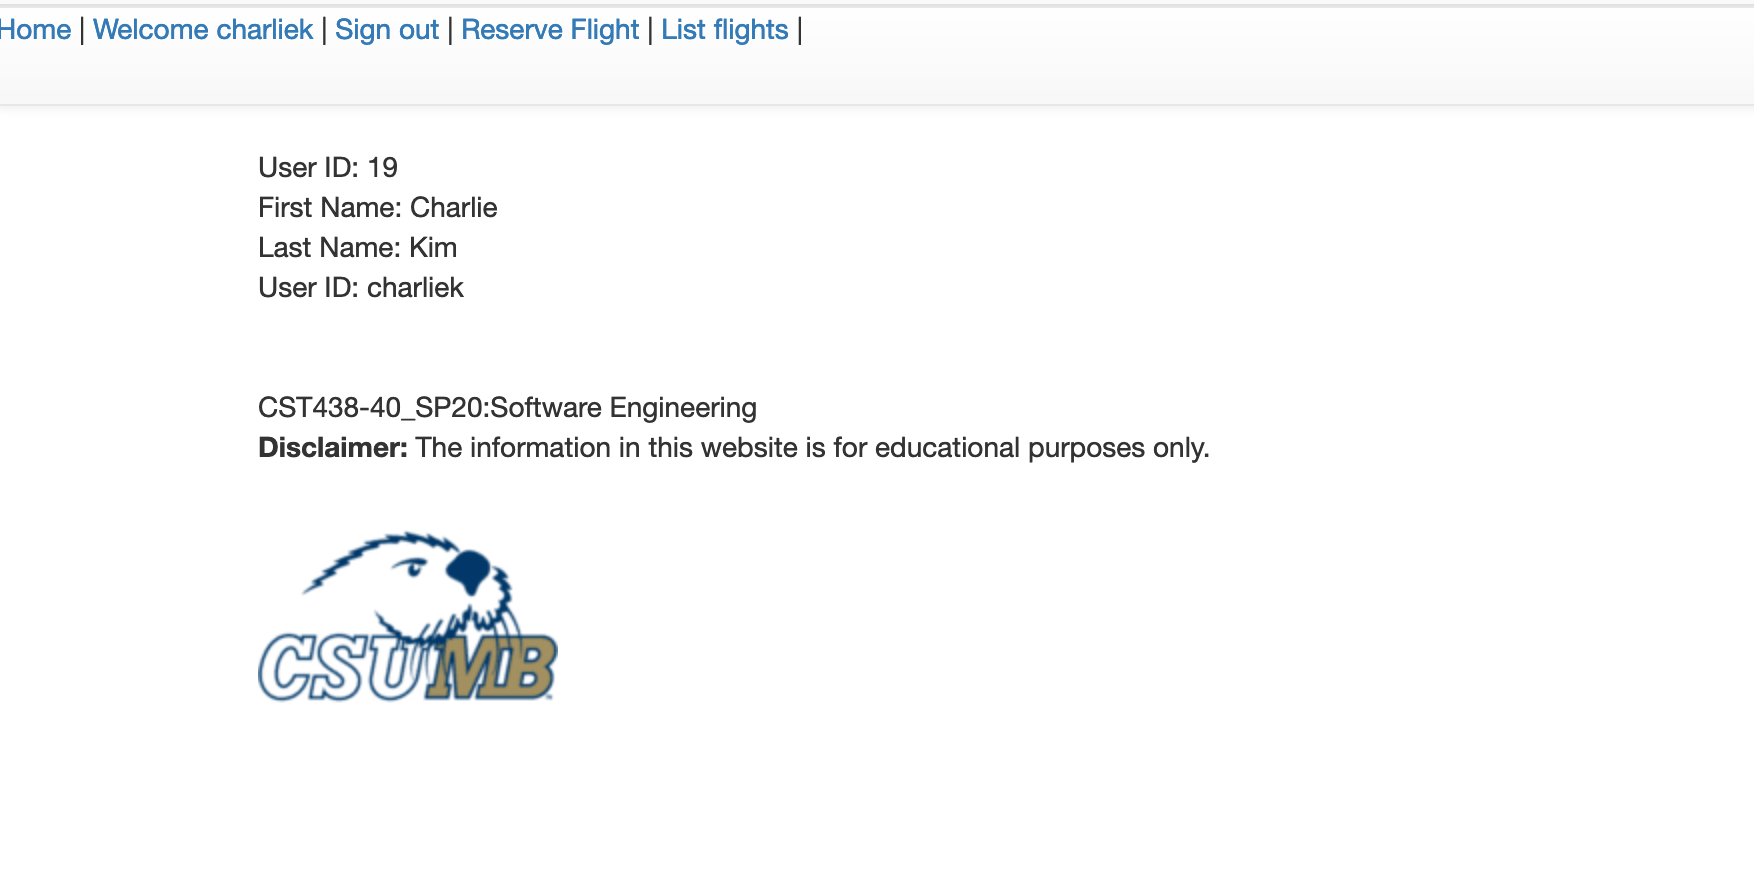 Home | Welcome charliek | Sign out | Reserve Flight | List flights |
User ID: 19
First Name: Charlie
Last Name: Kim
User ID: charliek
CST438-40_SP20:Software Engineering
Disclaimer: The information in this website is for educational purposes only.
CSUMB